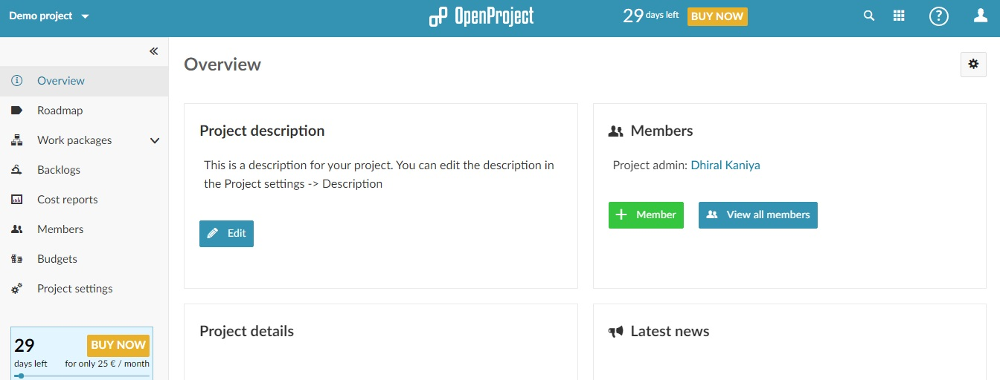 Demo project
OpenProject
29 days left BUY NOW
?
Overview
Overview
Roadmap
Work packages
Backlogs
Cost reports
Members
Budgets
Project settings
29 BUY NOW
days left for only 25 € / month
Project description
This is a description for your project. You can edit the description in
the Project settings -> Description
Edit
Members
Project admin: Dhiral Kaniya
+ Member View all members
Project details
Latest news